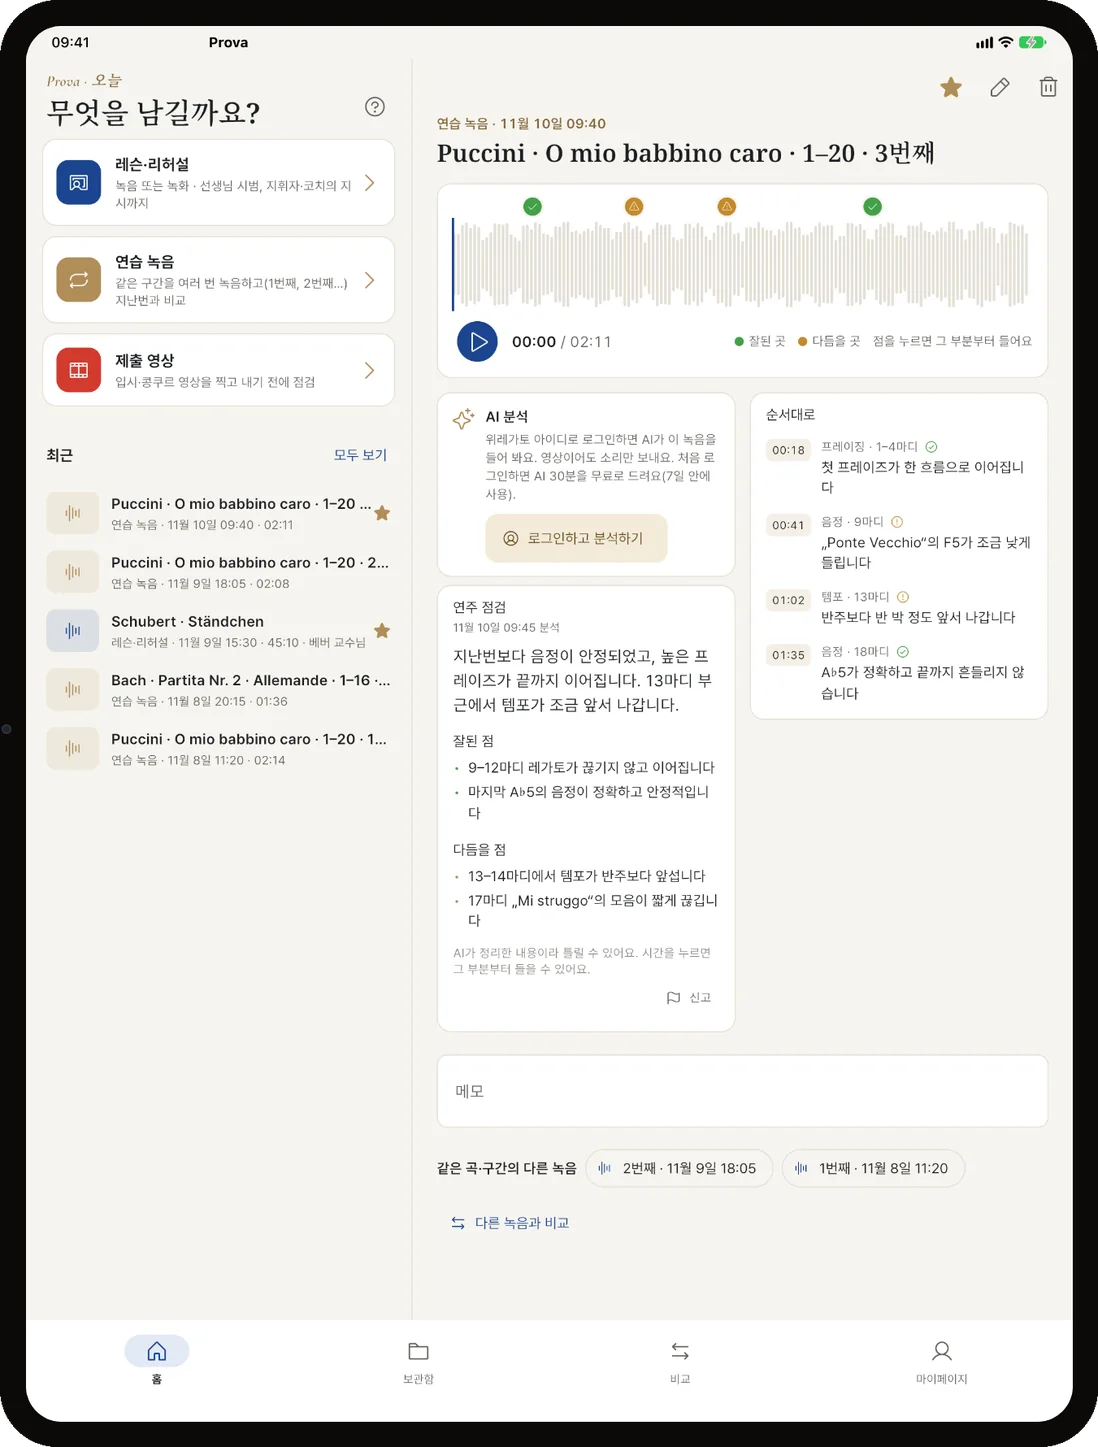 09:41
Prova
Prova · 오늘
무엇을 남길까요?
레슨·리허설
녹음 또는 녹화 · 선생님 시범, 지휘자·코치의 지
시까지
연습 녹음
같은 구간을 여러 번 녹음하고(1번째, 2번째...)
지난번과 비교
제출 영상
입시·콩쿠르 영상을 찍고 내기 전에 점검
최근
모두 보기
Puccini · O mio babbino caro · 1–20 ...
연습 녹음 · 11월 10일 09:40 · 02:11
Puccini · O mio babbino caro · 1–20 · 2...
연습 녹음 · 11월 9일 18:05 · 02:08
Schubert · Ständchen
레슨·리허설 · 11월 9일 15:30 · 45:10 · 베버 교수님
Bach · Partita Nr. 2 · Allemande · 1–16 ·...
연습 녹음 · 11월 8일 20:15 · 01:36
Puccini · O mio babbino caro · 1–20 · 1...
연습 녹음 · 11월 8일 11:20 · 02:14
연습 녹음 · 11월 10일 09:40
Puccini · O mio babbino caro · 1–20 · 3번째
00:00 / 02:11
잘된 곳
다듬을 곳
점을 누르면 그 부분부터 들어요
AI 분석
위레가토 아이디로 로그인하면 AI가 이 녹음을
들어 봐요. 영상이어도 소리만 보내요. 처음 로
그인하면 AI 30분을 무료로 드려요(7일 안에
사용).
로그인하고 분석하기
연주 점검
11월 10일 09:45 분석
지난번보다 음정이 안정되었고, 높은 프
레이즈가 끝까지 이어집니다. 13마디 부
근에서 템포가 조금 앞서 나갑니다.
잘된 점
• 9–12마디 레가토가 끊기지 않고 이어집니다
• 마지막 A♭5의 음정이 정확하고 안정적입니
다
다듬을 점
• 13–14마디에서 템포가 반주보다 앞섭니다
• 17마디 „Mi struggo“의 모음이 짧게 끊깁니
다
AI가 정리한 내용이라 틀릴 수 있어요. 시간을 누르면
그 부분부터 들을 수 있어요.
신고
순서대로
00:18
프레이징 · 1–4마디
첫 프레이즈가 한 흐름으로 이어집니
다
00:41
음정 · 9마디
„Ponte Vecchio“의 F5가 조금 낮게
들립니다
01:02
템포 · 13마디
반주보다 반 박 정도 앞서 나갑니다
01:35
음정 · 18마디
A♭5가 정확하고 끝까지 흔들리지 않
습니다
메모
같은 곡·구간의 다른 녹음
2번째 · 11월 9일 18:05
1번째 · 11월 8일 11:20
다른 녹음과 비교
홈
보관함
비교
마이페이지